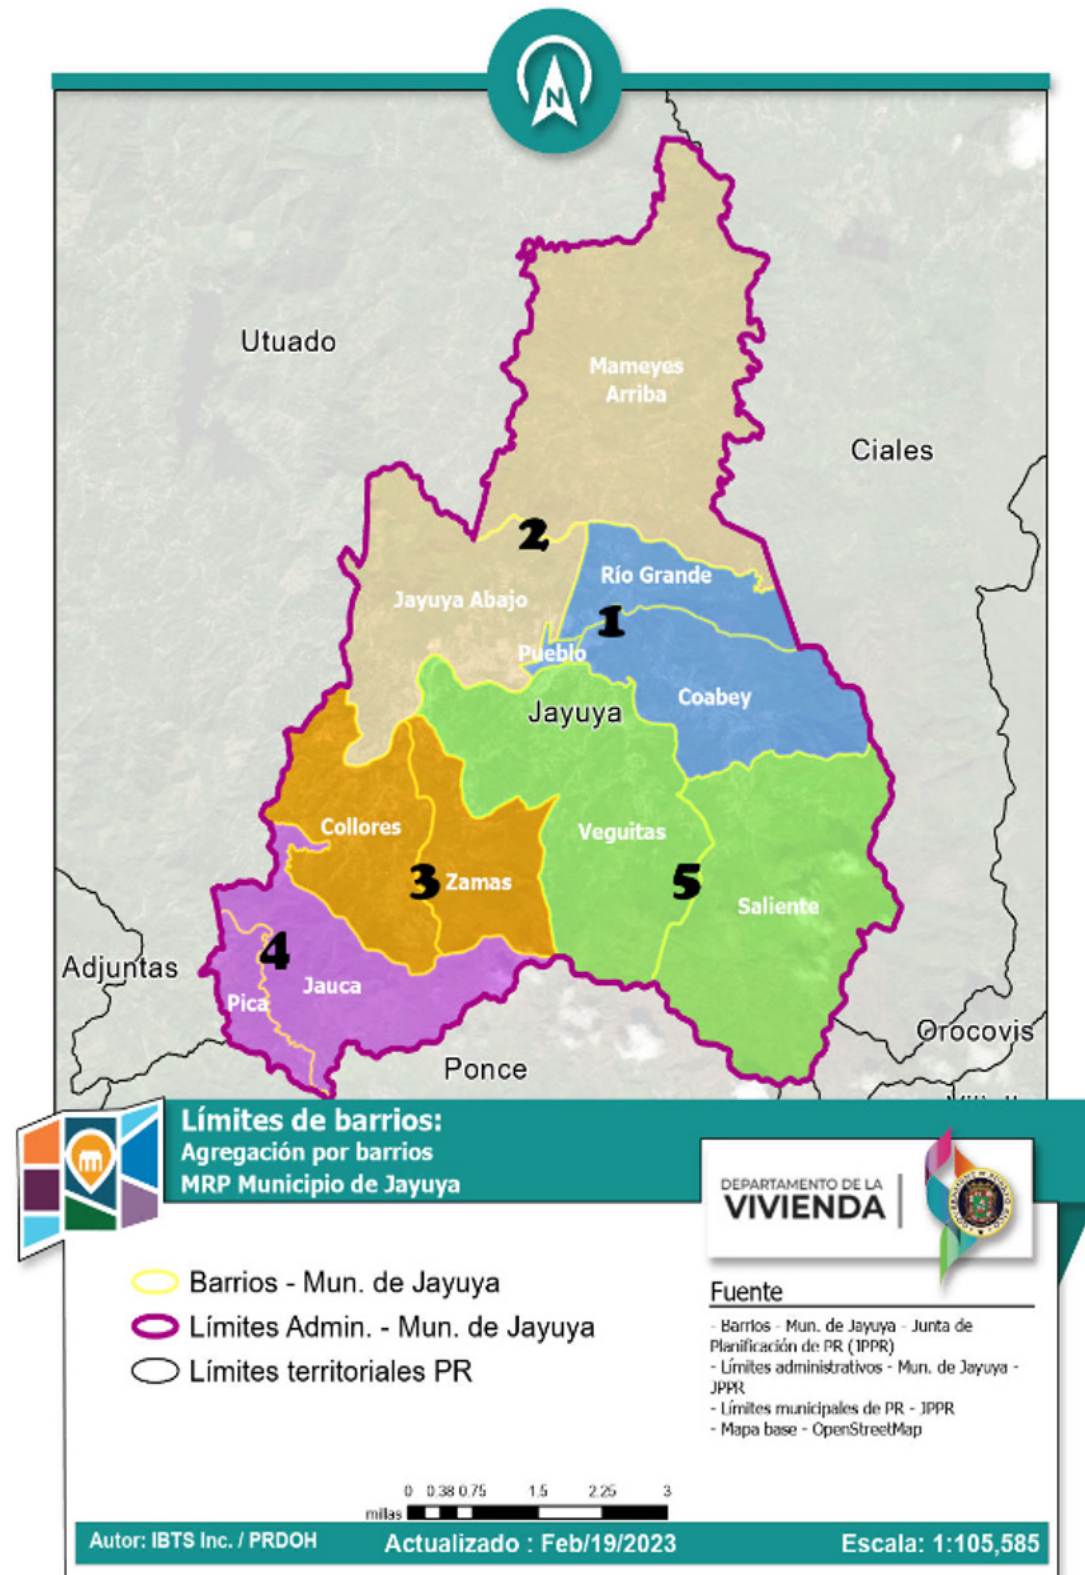 N
Utuado
Mameyes
Arriba
Ciales
2
Río Grande
Jayuya Abajo
1
Pueblo
Coabey
Jayuya
Collores
Veguitas
3
Zamas
5
Saliente
4
Adjuntas
Jauca
Pica
Orocovis
Ponce
Límites de barrios:
Agregación por barrios
MRP Municipio de Jayuya
DEPARTAMENTO DE LA
VIVIENDA
Barrios - Mun. de Jayuya
Límites Admin. - Mun. de Jayuya
Límites territoriales PR
Fuente
- Barrios - Mun. de Jayuya - Junta de
Planificación de PR (JPPR)
- Límites administrativos - Mun. de Jayuya -
JPPR
- Límites municipales de PR - JPPR
- Mapa base - OpenStreetMap
0 0.38 0.75 1.5 2.25 3
millas
Autor: IBTS Inc. / PRDOH
Actualizado : Feb/19/2023
Escala: 1:105,585